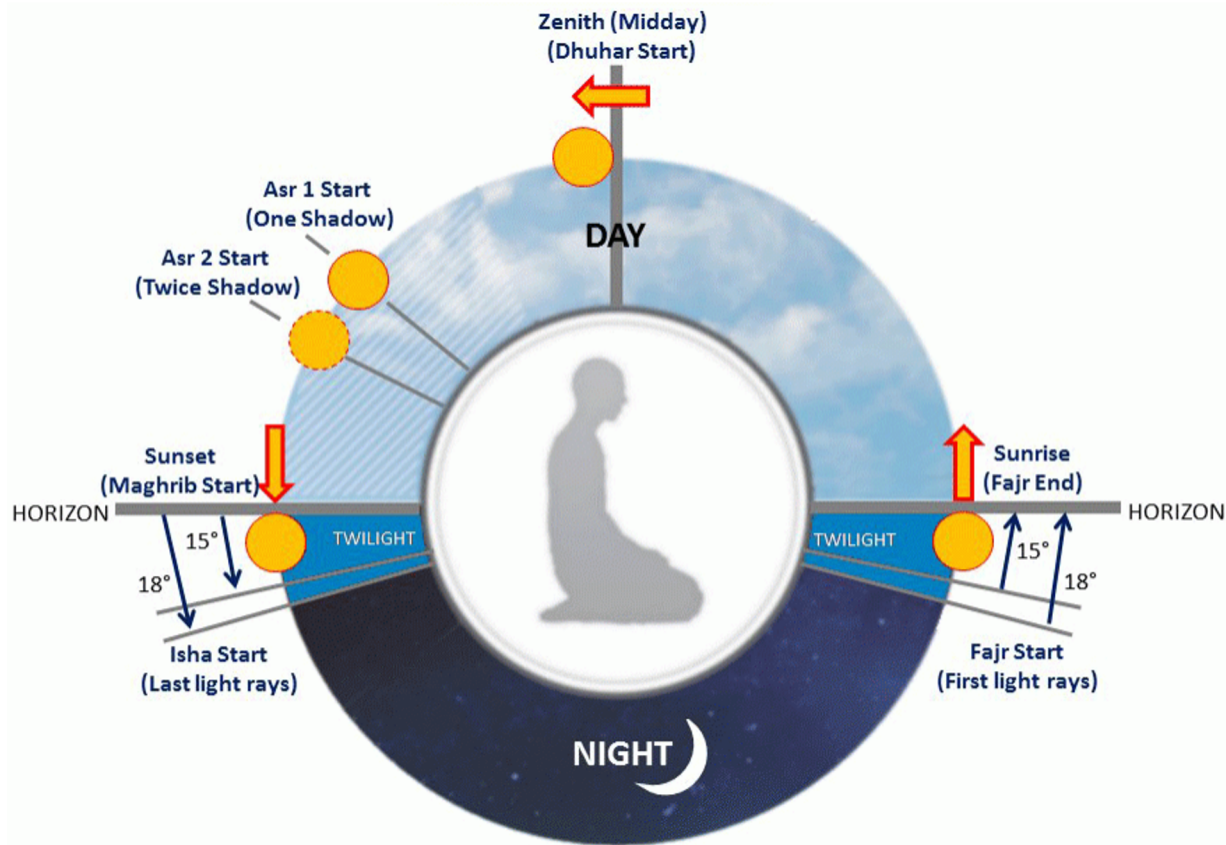 Zenith (Midday)
(Dhuhar Start)
DAY
Asr 1 Start
(One Shadow)
Asr 2 Start
(Twice Shadow)
Sunset
(Maghrib Start)
Sunrise
(Fajr End)
HORIZON
HORIZON
TWILIGHT
TWILIGHT
15°
18°
15°
18°
Isha Start
(Last light rays)
Fajr Start
(First light rays)
NIGHT